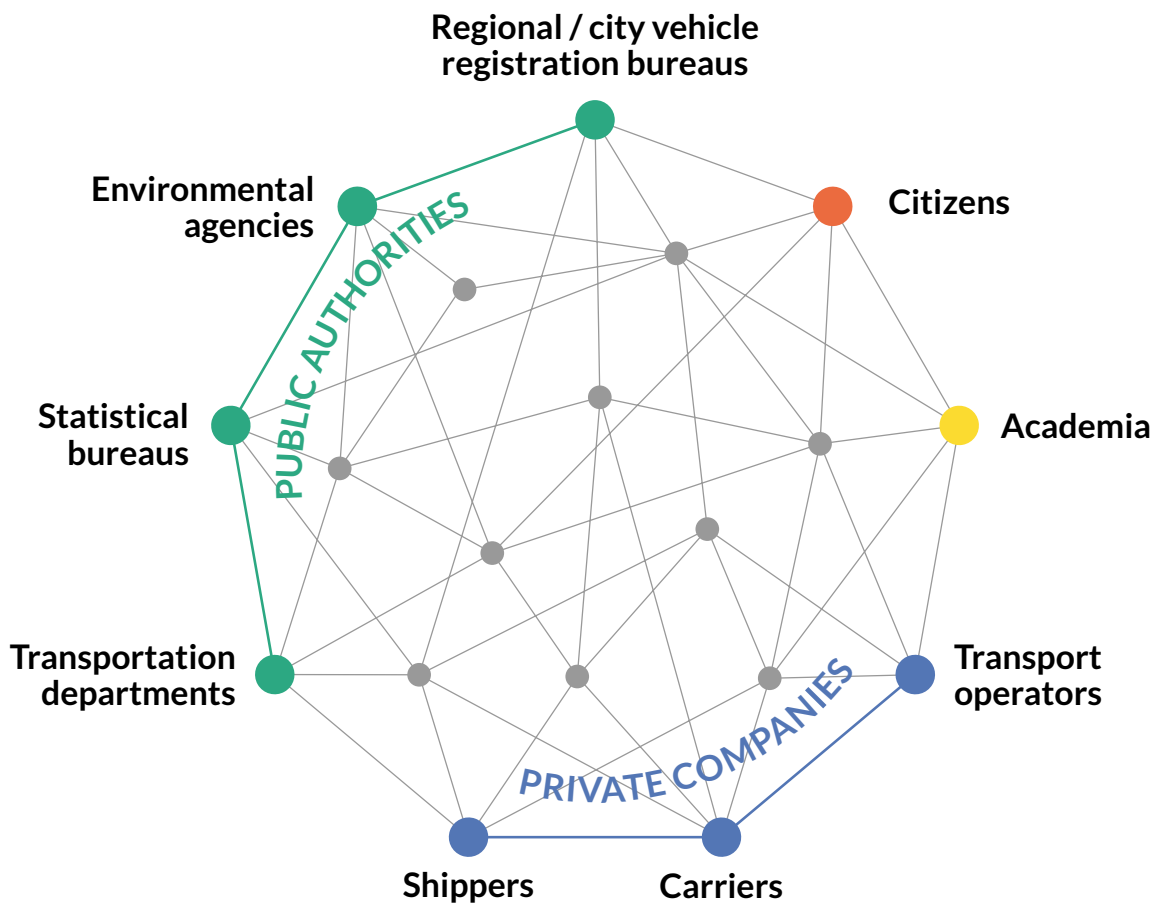 Regional / city vehicle
registration bureaus
Environmental
agencies
Citizens
PUBLIC AUTHORITIES
Statistical
bureaus
Academia
Transportation
departments
Transport
operators
PRIVATE COMPANIES
Shippers
Carriers